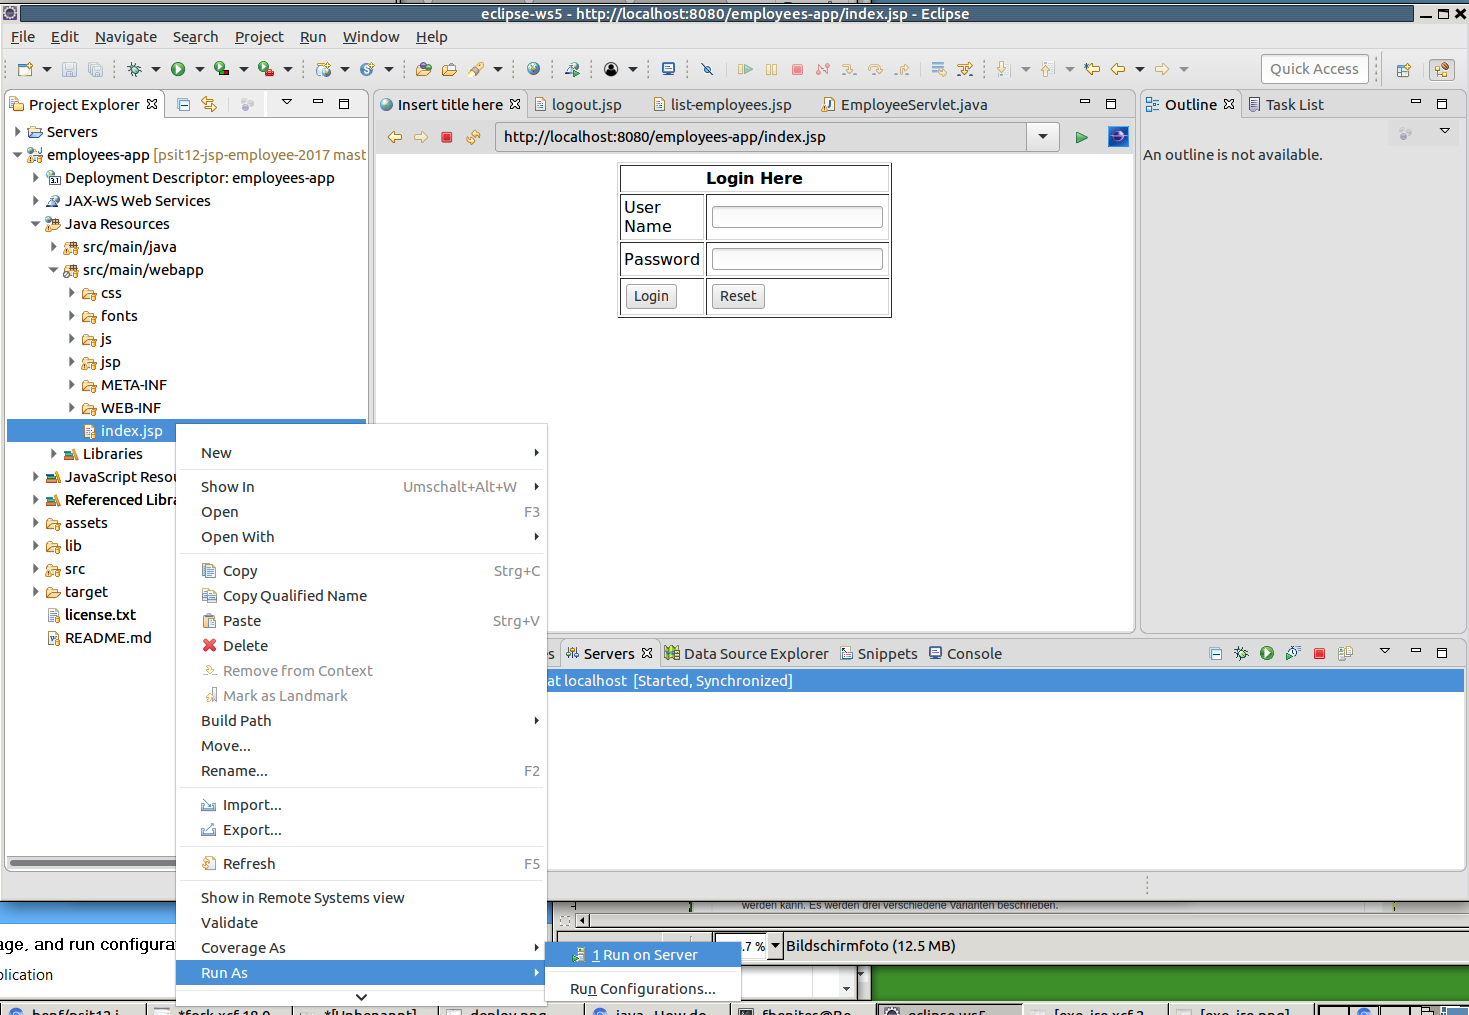 eclipse-ws5 - http://localhost:8080/employees-app/index.jsp - Eclipse
File Edit Navigate Search Project Run Window Help
Quick Access
Project Explorer
Insert title here logout.jsp list-employees.jsp EmployeeServlet.java
Outline Task List
http://localhost:8080/employees-app/index.jsp
An outline is not available.
Servers
employees-app [psit12-jsp-employee-2017 mast
Deployment Descriptor: employees-app
JAX-WS Web Services
Java Resources
src/main/java
src/main/webapp
css
fonts
js
jsp
META-INF
WEB-INF
index.jsp
Libraries
JavaScript Resou
Referenced Libra
assets
lib
src
target
license.txt
README.md
Login Here
User
Name
Password
Login Reset
New
Show In Umschalt+Alt+W
Open F3
Open With
Copy Strg+C
Copy Qualified Name
Paste Strg+V
Delete
Remove from Context
Mark as Landmark
Build Path
Move...
Rename... F2
Import...
Export...
Refresh F5
Show in Remote Systems view
Validate
Coverage As
Run As
1 Run on Server
Run Configurations...
s Servers Data Source Explorer Snippets Console
at localhost [Started, Synchronized]
werden kann. Es werden drei verschiedene Varianten beschrieben.
age, and run configurat
plication
.7 % Bildschirmfoto (12.5 MB)
eclipse-ws5